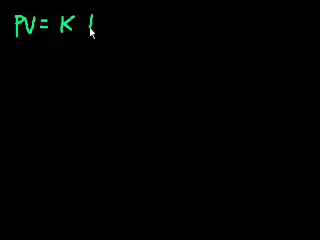 PV = K